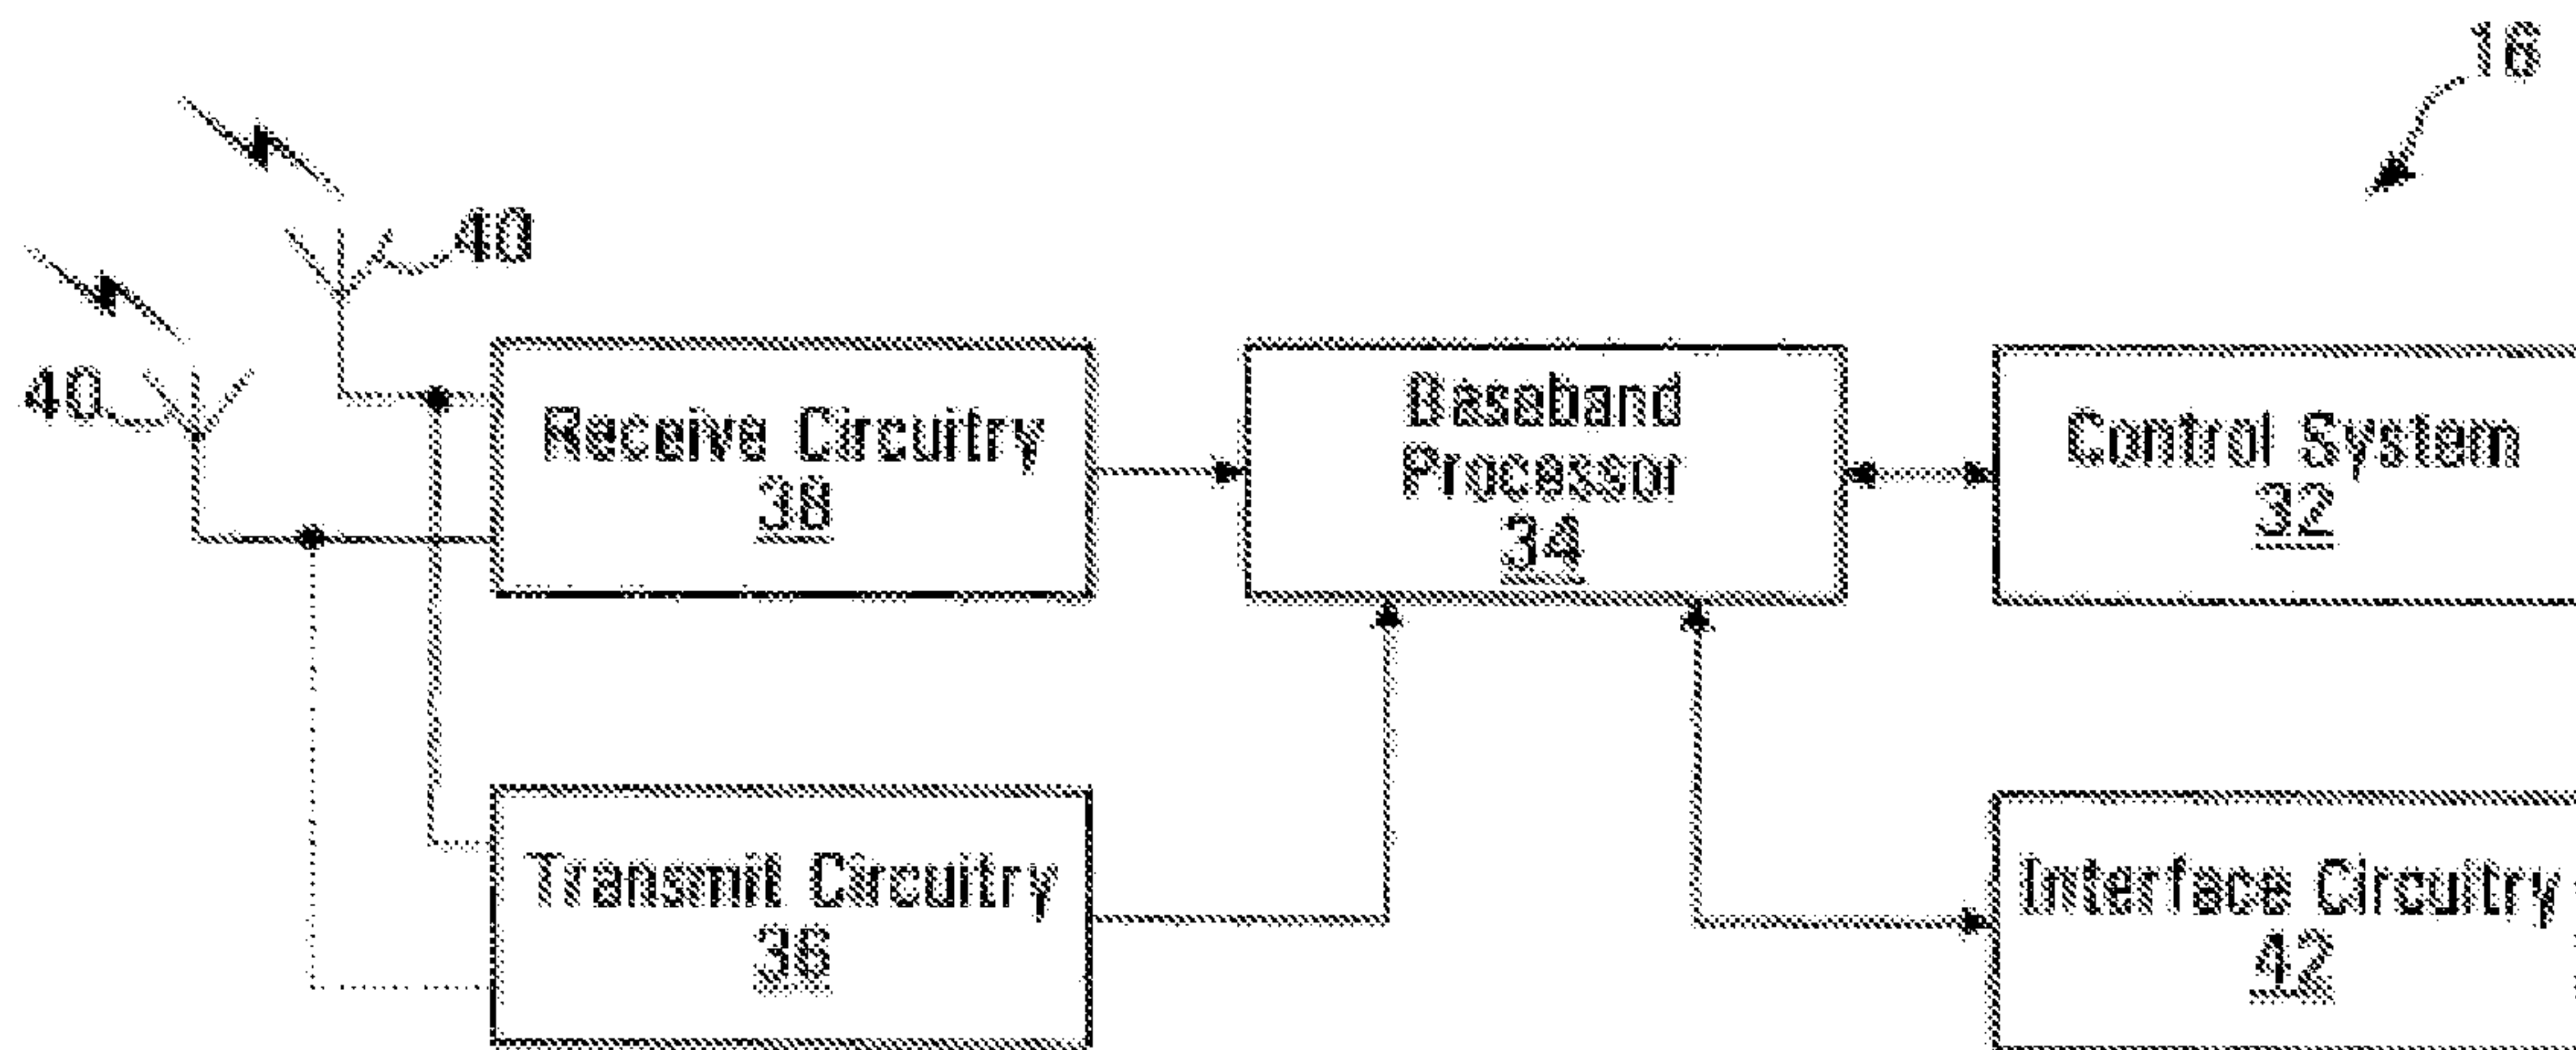 16
40
40
Receive Circuitry
38
Baseband
Processor
34
Control System
32
Transmit Circuitry
36
Interface Circuitry
42